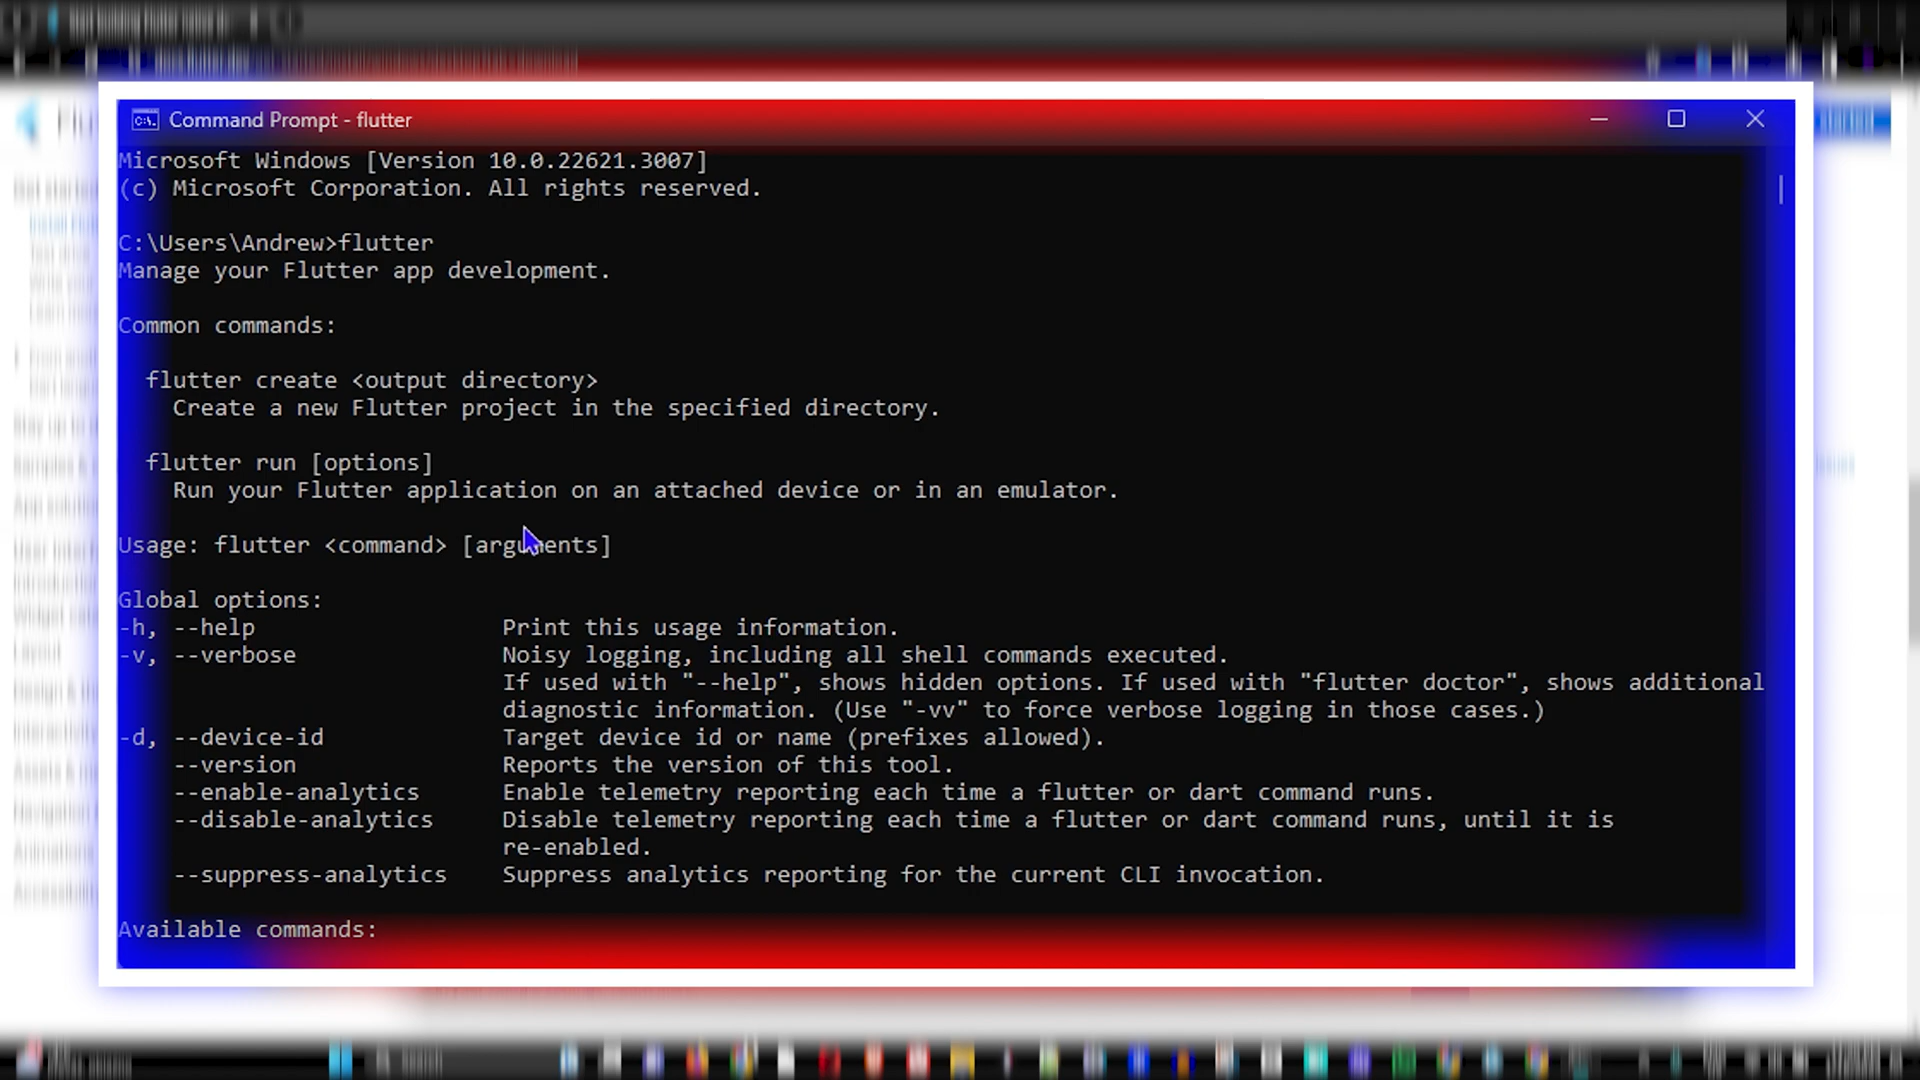 Command Prompt - flutter
Microsoft Windows [Version 10.0.22621.3007]
(c) Microsoft Corporation. All rights reserved.
C:\Users\Andrew>flutter
Manage your Flutter app development.
Common commands:
flutter create <output directory>
Create a new Flutter project in the specified directory.
flutter run [options]
Run your Flutter application on an attached device or in an emulator.
Usage: flutter <command> [arguments]
Global options:
-h, --help Print this usage information.
-v, --verbose Noisy logging, including all shell commands executed.
If used with "--help", shows hidden options. If used with "flutter doctor", shows additional
diagnostic information. (Use "-vv" to force verbose logging in those cases.)
-d, --device-id Target device id or name (prefixes allowed).
--version Reports the version of this tool.
--enable-analytics Enable telemetry reporting each time a flutter or dart command runs.
--disable-analytics Disable telemetry reporting each time a flutter or dart command runs, until it is
re-enabled.
--suppress-analytics Suppress analytics reporting for the current CLI invocation.
Available commands: